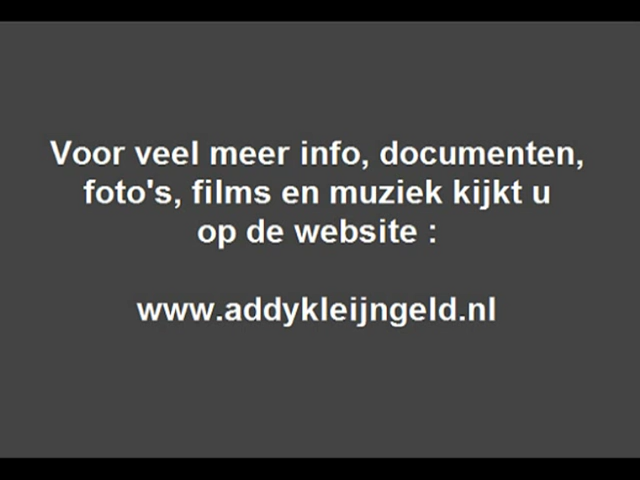 Voor veel meer info, documenten,
foto's, films en muziek kijkt u
op de website :
www.addykleijngeld.nl